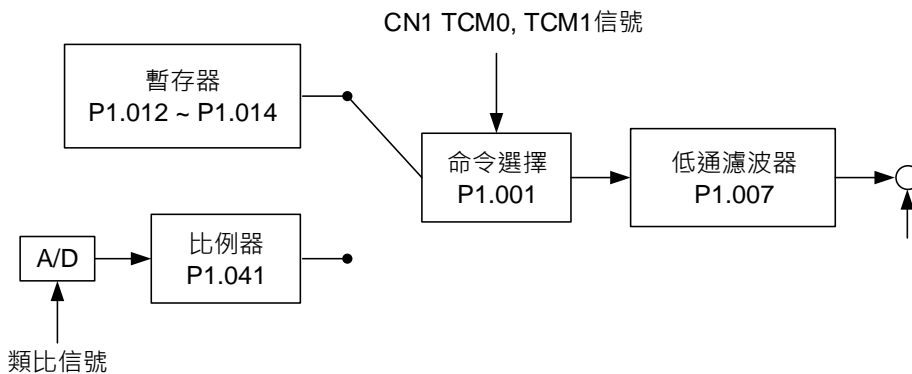 CN1 TCM0, TCM1信號
暫存器
P1.012 ~ P1.014
命令選擇
P1.001
低通濾波器
P1.007
A/D
比例器
P1.041
類比信號